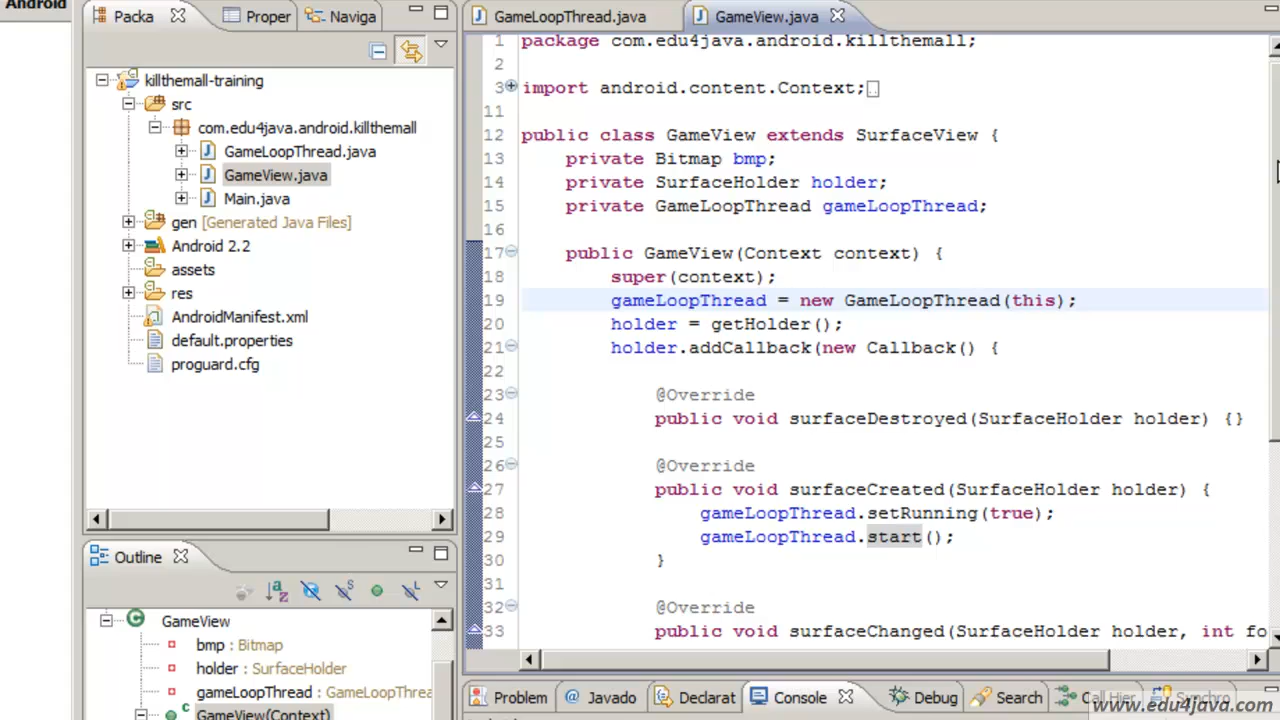 Android
Packa
Proper
Naviga
killthemall-training
src
com.edu4java.android.killthemall
GameLoopThread.java
GameView.java
Main.java
gen [Generated Java Files]
Android 2.2
assets
res
AndroidManifest.xml
default.properties
proguard.cfg
Outline
GameView
bmp : Bitmap
holder : SurfaceHolder
gameLoopThread : GameLoopThrea
GameView(Context)
GameLoopThread.java
GameView.java
1 package com.edu4java.android.killthemall;
2
3 import android.content.Context;
11
12 public class GameView extends SurfaceView {
13 private Bitmap bmp;
14 private SurfaceHolder holder;
15 private GameLoopThread gameLoopThread;
16
17 public GameView(Context context) {
18 super(context);
19 gameLoopThread = new GameLoopThread(this);
20 holder = getHolder();
21 holder.addCallback(new Callback() {
22
23 @Override
24 public void surfaceDestroyed(SurfaceHolder holder) {}
25
26 @Override
27 public void surfaceCreated(SurfaceHolder holder) {
28 gameLoopThread.setRunning(true);
29 gameLoopThread.start();
30 }
31
32 @Override
33 public void surfaceChanged(SurfaceHolder holder, int fo
Problem
Javado
Declarat
Console
Debug
Search
Call Hier
Synchro
www.edu4java.com